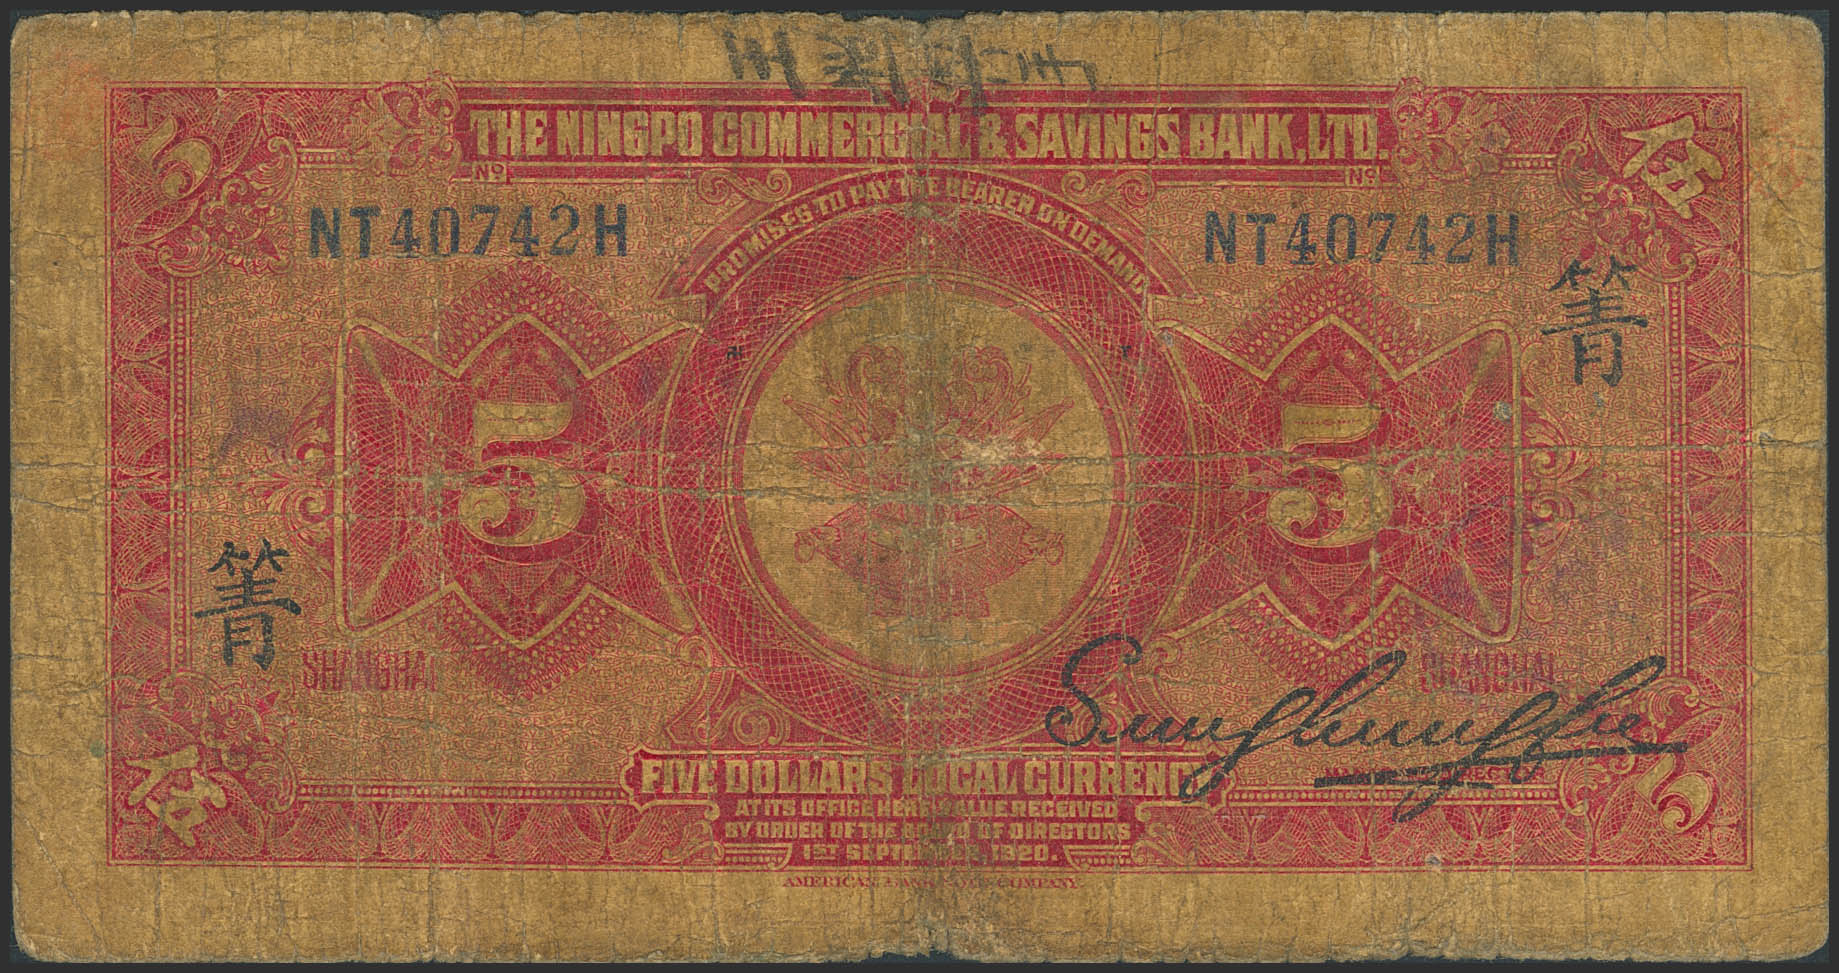 THE NINGPO COMMERCIAL & SAVINGS BANK, LTD.
5
伍
Nº
Nº
PROMISES TO PAY THE BEARER ON DEMAND
NT40742H
NT40742H
箐
5
5
箐
SHANGHAI
SHANGHAI
FIVE DOLLARS LOCAL CURRENCY
伍
5
AT ITS OFFICE HERE VALUE RECEIVED
BY ORDER OF THE BOARD OF DIRECTORS
1ST SEPTEMBER, 1920.
AMERICAN BANK NOTE COMPANY.